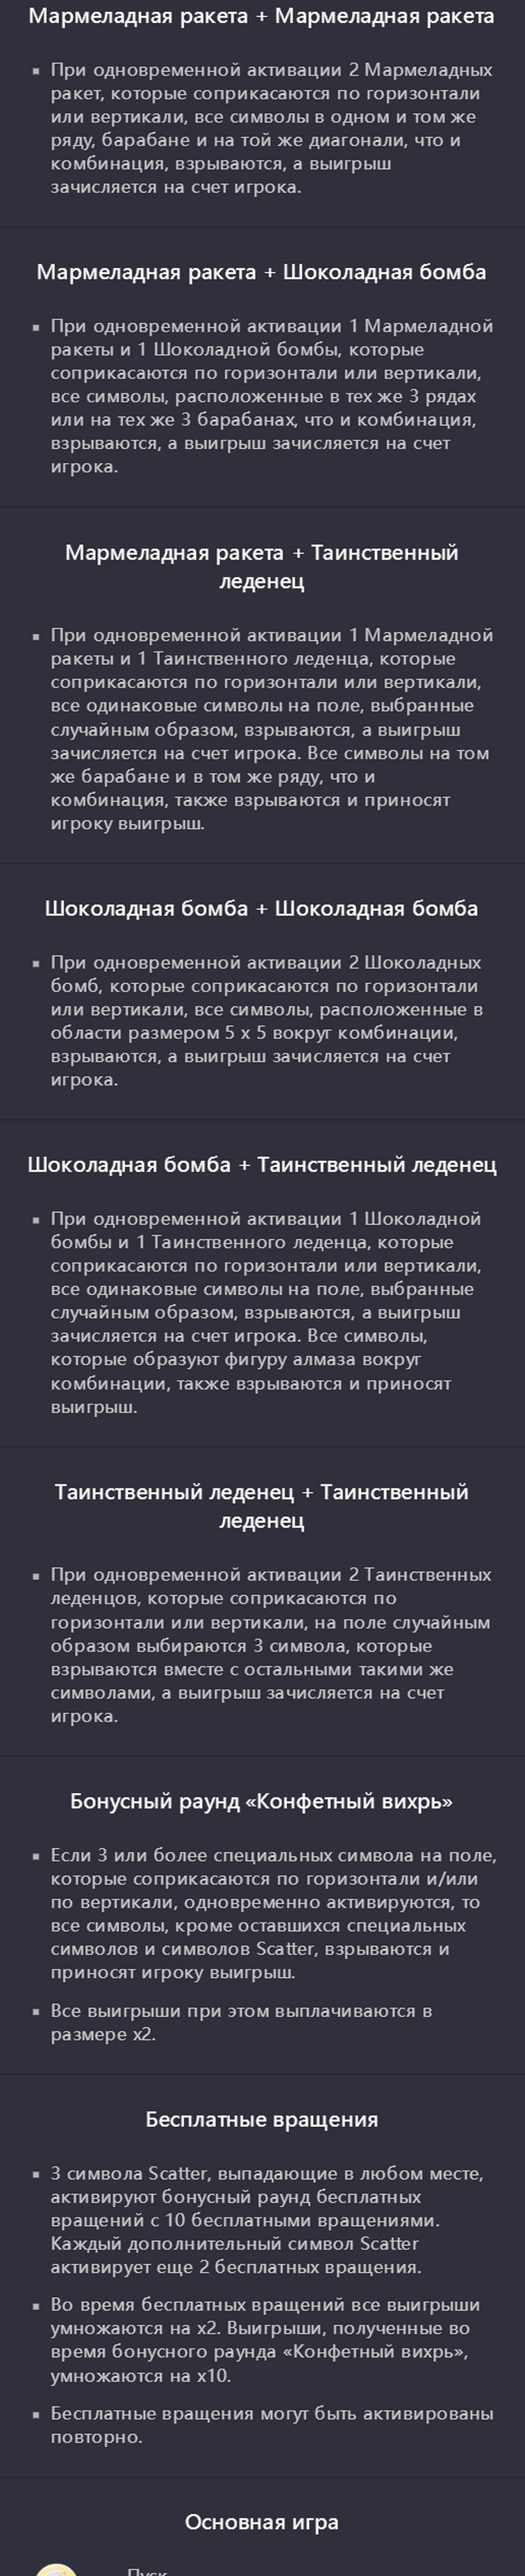 Мармеладная ракета + Мармеладная ракета
▪ При одновременной активации 2 Мармеладных
ракет, которые соприкасаются по горизонтали
или вертикали, все символы в одном и том же
ряду, барабане и на той же диагонали, что и
комбинация, взрываются, а выигрыш
зачисляется на счет игрока.
Мармеладная ракета + Шоколадная бомба
▪ При одновременной активации 1 Мармеладной
ракеты и 1 Шоколадной бомбы, которые
соприкасаются по горизонтали или вертикали,
все символы, расположенные в тех же 3 рядах
или на тех же 3 барабанах, что и комбинация,
взрываются, а выигрыш зачисляется на счет
игрока.
Мармеладная ракета + Таинственный
леденец
▪ При одновременной активации 1 Мармеладной
ракеты и 1 Таинственного леденца, которые
соприкасаются по горизонтали или вертикали,
все одинаковые символы на поле, выбранные
случайным образом, взрываются, а выигрыш
зачисляется на счет игрока. Все символы на том
же барабане и в том же ряду, что и
комбинация, также взрываются и приносят
игроку выигрыш.
Шоколадная бомба + Шоколадная бомба
▪ При одновременной активации 2 Шоколадных
бомб, которые соприкасаются по горизонтали
или вертикали, все символы, расположенные в
области размером 5 x 5 вокруг комбинации,
взрываются, а выигрыш зачисляется на счет
игрока.
Шоколадная бомба + Таинственный леденец
▪ При одновременной активации 1 Шоколадной
бомбы и 1 Таинственного леденца, которые
соприкасаются по горизонтали или вертикали,
все одинаковые символы на поле, выбранные
случайным образом, взрываются, а выигрыш
зачисляется на счет игрока. Все символы,
которые образуют фигуру алмаза вокруг
комбинации, также взрываются и приносят
выигрыш.
Таинственный леденец + Таинственный
леденец
▪ При одновременной активации 2 Таинственных
леденцов, которые соприкасаются по
горизонтали или вертикали, на поле случайным
образом выбираются 3 символа, которые
взрываются вместе с остальными такими же
символами, а выигрыш зачисляется на счет
игрока.
Бонусный раунд «Конфетный вихрь»
▪ Если 3 или более специальных символа на поле,
которые соприкасаются по горизонтали и/или
по вертикали, одновременно активируются, то
все символы, кроме оставшихся специальных
символов и символов Scatter, взрываются и
приносят игроку выигрыш.
▪ Все выигрыши при этом выплачиваются в
размере x2.
Бесплатные вращения
▪ 3 символа Scatter, выпадающие в любом месте,
активируют бонусный раунд бесплатных
вращений с 10 бесплатными вращениями.
Каждый дополнительный символ Scatter
активирует еще 2 бесплатных вращения.
▪ Во время бесплатных вращений все выигрыши
умножаются на x2. Выигрыши, полученные во
время бонусного раунда «Конфетный вихрь»,
умножаются на x10.
▪ Бесплатные вращения могут быть активированы
повторно.
Основная игра
Пуск